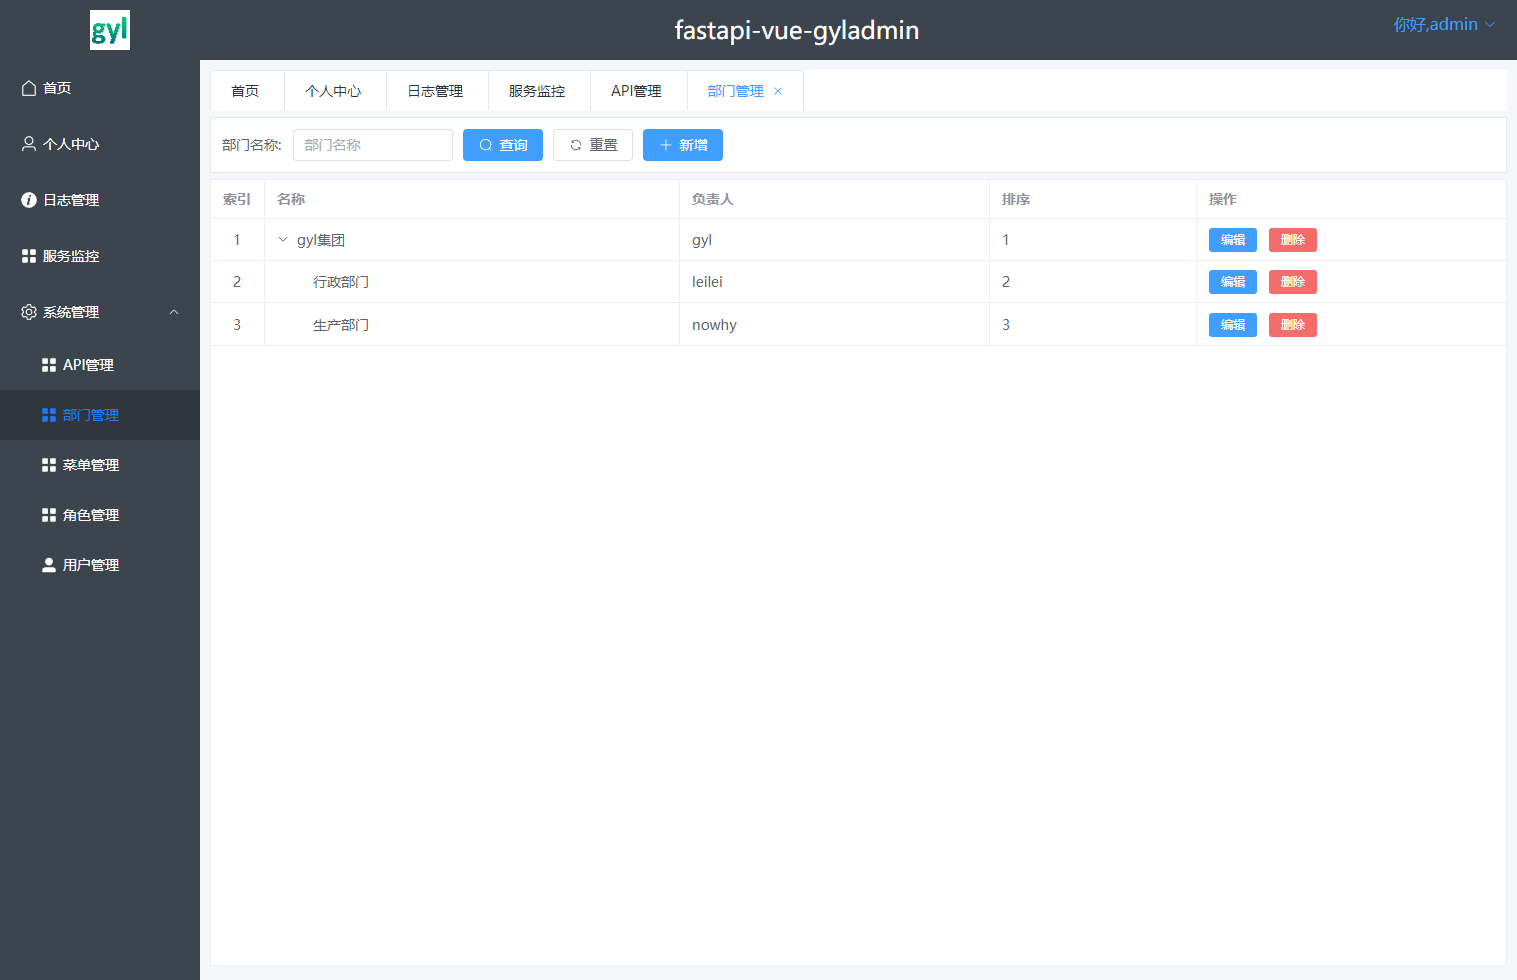 gyl
fastapi-vue-gyladmin
你好,admin
首页
个人中心
日志管理
服务监控
系统管理
API管理
部门管理
菜单管理
角色管理
用户管理
首页 个人中心 日志管理 服务监控 API管理 部门管理
部门名称: 部门名称 查询 重置 新增
索引 名称 负责人 排序 操作
1 gyl集团 gyl 1 编辑 删除
2 行政部门 leilei 2 编辑 删除
3 生产部门 nowhy 3 编辑 删除